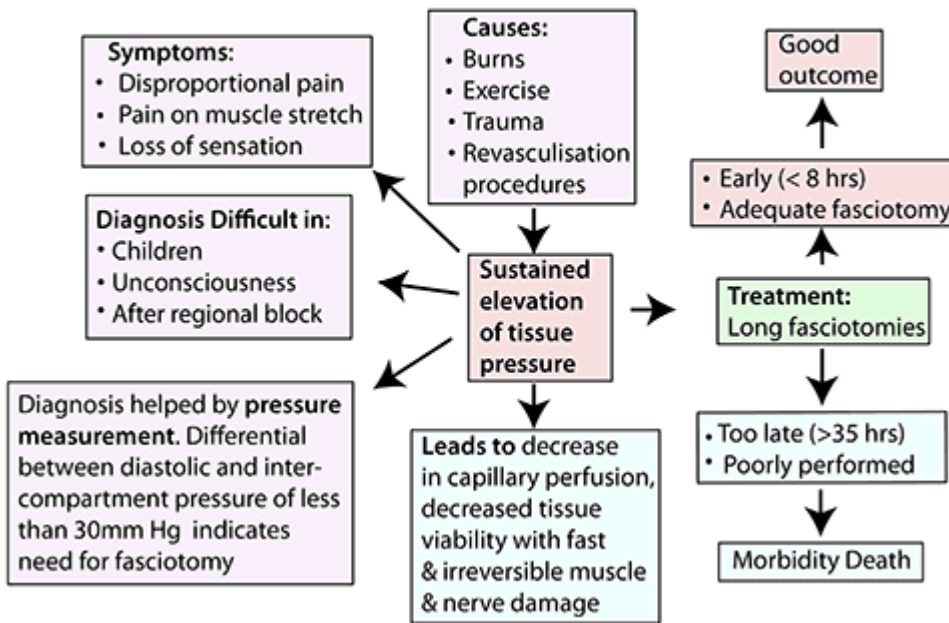 Symptoms:
• Disproportional pain
• Pain on muscle stretch
• Loss of sensation
Causes:
• Burns
• Exercise
• Trauma
• Revasculisation
procedures
Good
outcome
• Early (< 8 hrs)
• Adequate fasciotomy
Diagnosis Difficult in:
• Children
• Unconsciousness
• After regional block
Sustained
elevation
of tissue
pressure
Treatment:
Long fasciotomies
Diagnosis helped by pressure
measurement. Differential
between diastolic and inter-
compartment pressure of less
than 30mm Hg indicates
need for fasciotomy
Leads to decrease
in capillary perfusion,
decreased tissue
viability with fast
& irreversible muscle
& nerve damage
• Too late (>35 hrs)
• Poorly performed
Morbidity Death